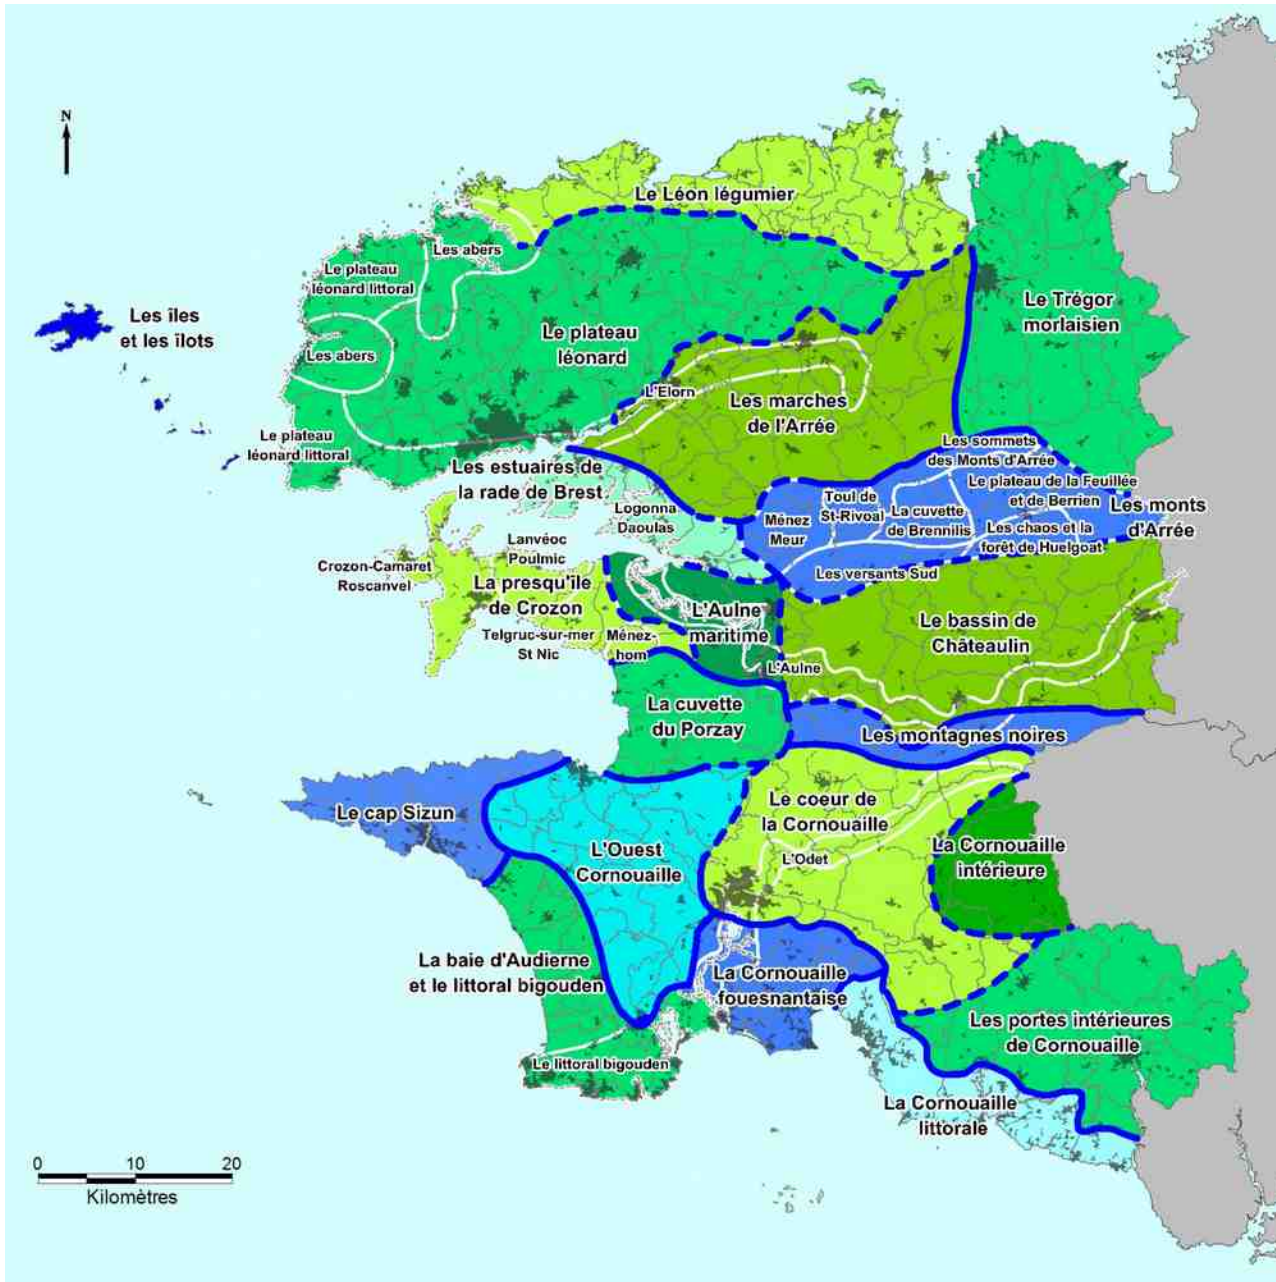 N
Le Léon légumier
Les abers
Le plateau
léonard littoral
Le Trégor
morlaisien
Les îles
et les îlots
Le plateau
léonard
Les abers
L'Elorn
Les marches
de l'Arrée
Le plateau
léonard littoral
Les sommets
des Monts d'Arrée
Les estuaires de
la rade de Brest
Le plateau de la Feuillée
et de Berrien
Toul de
St-Rivoal
La cuvette
de Brennilis
Les monts
d'Arrée
Logonna
Daoulas
Ménez
Meur
Les chaos et la
forêt de Huelgoat
Lanvéoc
Poulmic
Crozon-Camaret
Roscanvel
Les versants Sud
La presqu'île
de Crozon
L'Aulne
maritime
Le bassin de
Châteaulin
Telgruc-sur-mer
St Nic
Ménez-
hom
L'Aulne
La cuvette
du Porzay
Les montagnes noires
Le cap Sizun
Le coeur de
la Cornouaille
L'Ouest
Cornouaille
L'Odet
La Cornouaille
intérieure
La baie d'Audierne
et le littoral bigouden
La Cornouaille
fouesnantaise
Les portes intérieures
de Cornouaille
Le littoral bigouden
La Cornouaille
littorale
0 10 20
Kilomètres